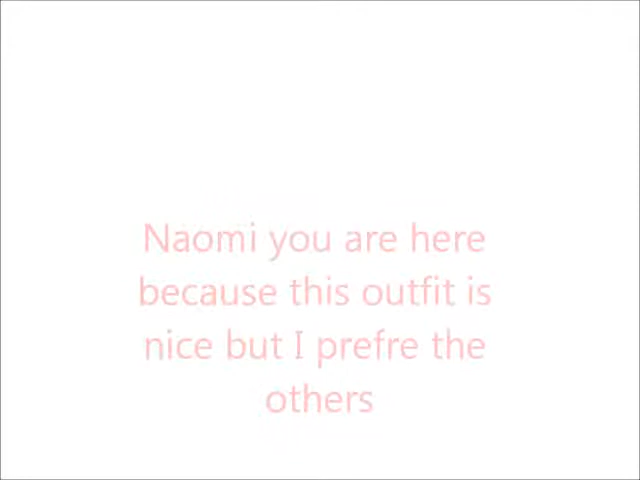 Naomi you are here
because this outfit is
nice but I prefre the
others